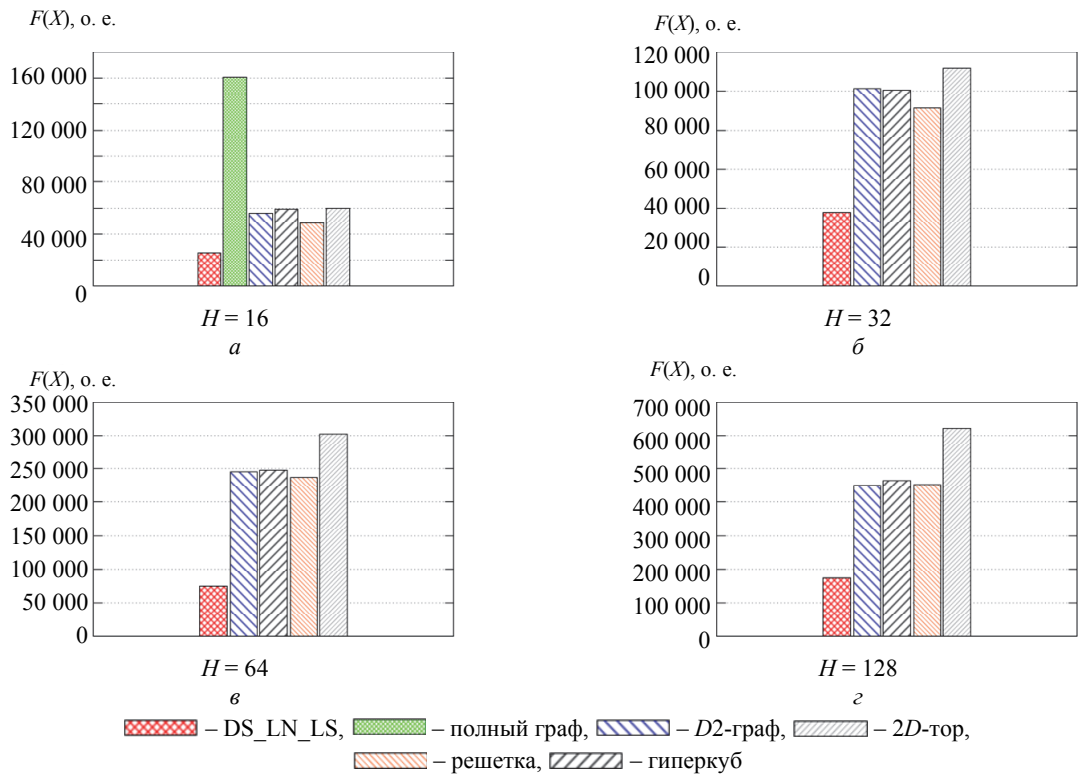 F(X), о. е.
160 000
120 000
80 000
40 000
0
H = 16
а
F(X), о. е.
120 000
100 000
80 000
60 000
40 000
20 000
0
H = 32
б
F(X), о. е.
350 000
300 000
250 000
200 000
150 000
100 000
50 000
0
H = 64
в
F(X), о. е.
700 000
600 000
500 000
400 000
300 000
200 000
100 000
0
H = 128
г
– DS_LN_LS, – полный граф, – D2-граф, – 2D-тор,
– решетка, – гиперкуб